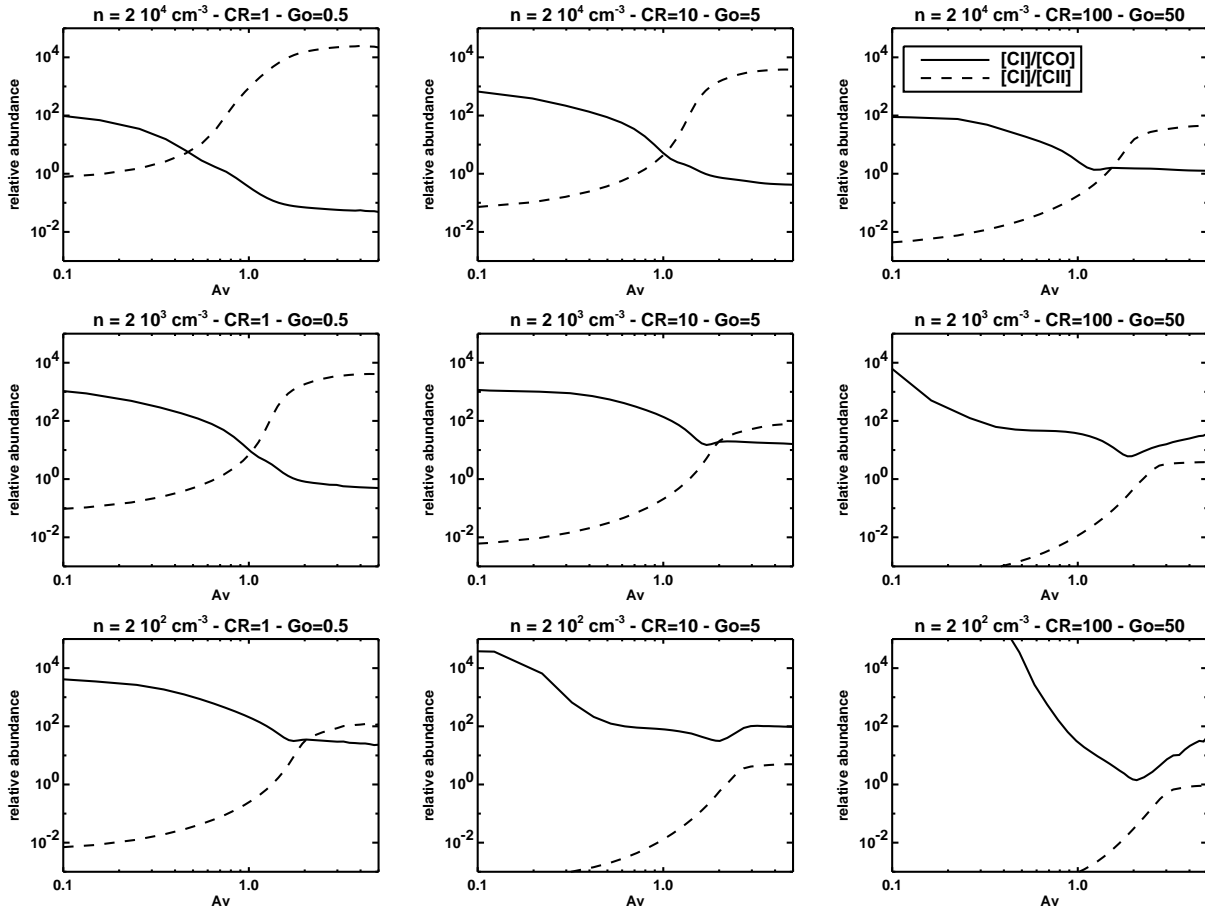 n = 2 10⁴ cm⁻³ - CR=1 - Go=0.5
relative abundance
10⁴
10²
10⁰
10⁻²
0.1
1.0
Av
n = 2 10⁴ cm⁻³ - CR=10 - Go=5
relative abundance
10⁴
10²
10⁰
10⁻²
0.1
1.0
Av
n = 2 10⁴ cm⁻³ - CR=100 - Go=50
[CI]/[CO]
[CI]/[CII]
relative abundance
10⁴
10²
10⁰
10⁻²
0.1
1.0
Av
n = 2 10³ cm⁻³ - CR=1 - Go=0.5
relative abundance
10⁴
10²
10⁰
10⁻²
0.1
1.0
Av
n = 2 10³ cm⁻³ - CR=10 - Go=5
relative abundance
10⁴
10²
10⁰
10⁻²
0.1
1.0
Av
n = 2 10³ cm⁻³ - CR=100 - Go=50
relative abundance
10⁴
10²
10⁰
10⁻²
0.1
1.0
Av
n = 2 10² cm⁻³ - CR=1 - Go=0.5
relative abundance
10⁴
10²
10⁰
10⁻²
0.1
1.0
Av
n = 2 10² cm⁻³ - CR=10 - Go=5
relative abundance
10⁴
10²
10⁰
10⁻²
0.1
1.0
Av
n = 2 10² cm⁻³ - CR=100 - Go=50
relative abundance
10⁴
10²
10⁰
10⁻²
0.1
1.0
Av